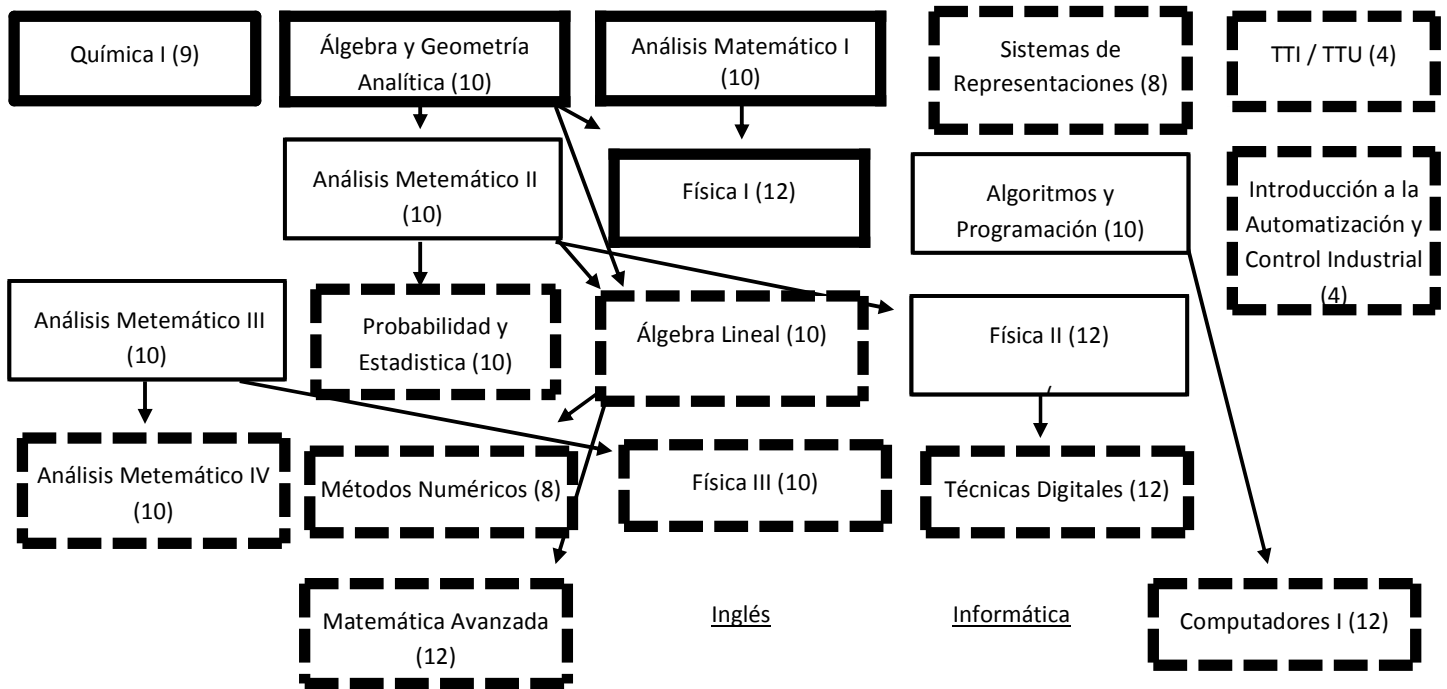 Química I (9)
Álgebra y Geometría
Analítica (10)
Análisis Matemático I
(10)
Sistemas de
Representaciones (8)
TTI / TTU (4)
Análisis Metemático II
(10)
Física I (12)
Algoritmos y
Programación (10)
Introducción a la
Automatización y
Control Industrial
(4)
Análisis Metemático III
(10)
Probabilidad y
Estadistica (10)
Álgebra Lineal (10)
Física II (12)
Análisis Metemático IV
(10)
Métodos Numéricos (8)
Física III (10)
Técnicas Digitales (12)
Matemática Avanzada
(12)
Inglés
Informática
Computadores I (12)